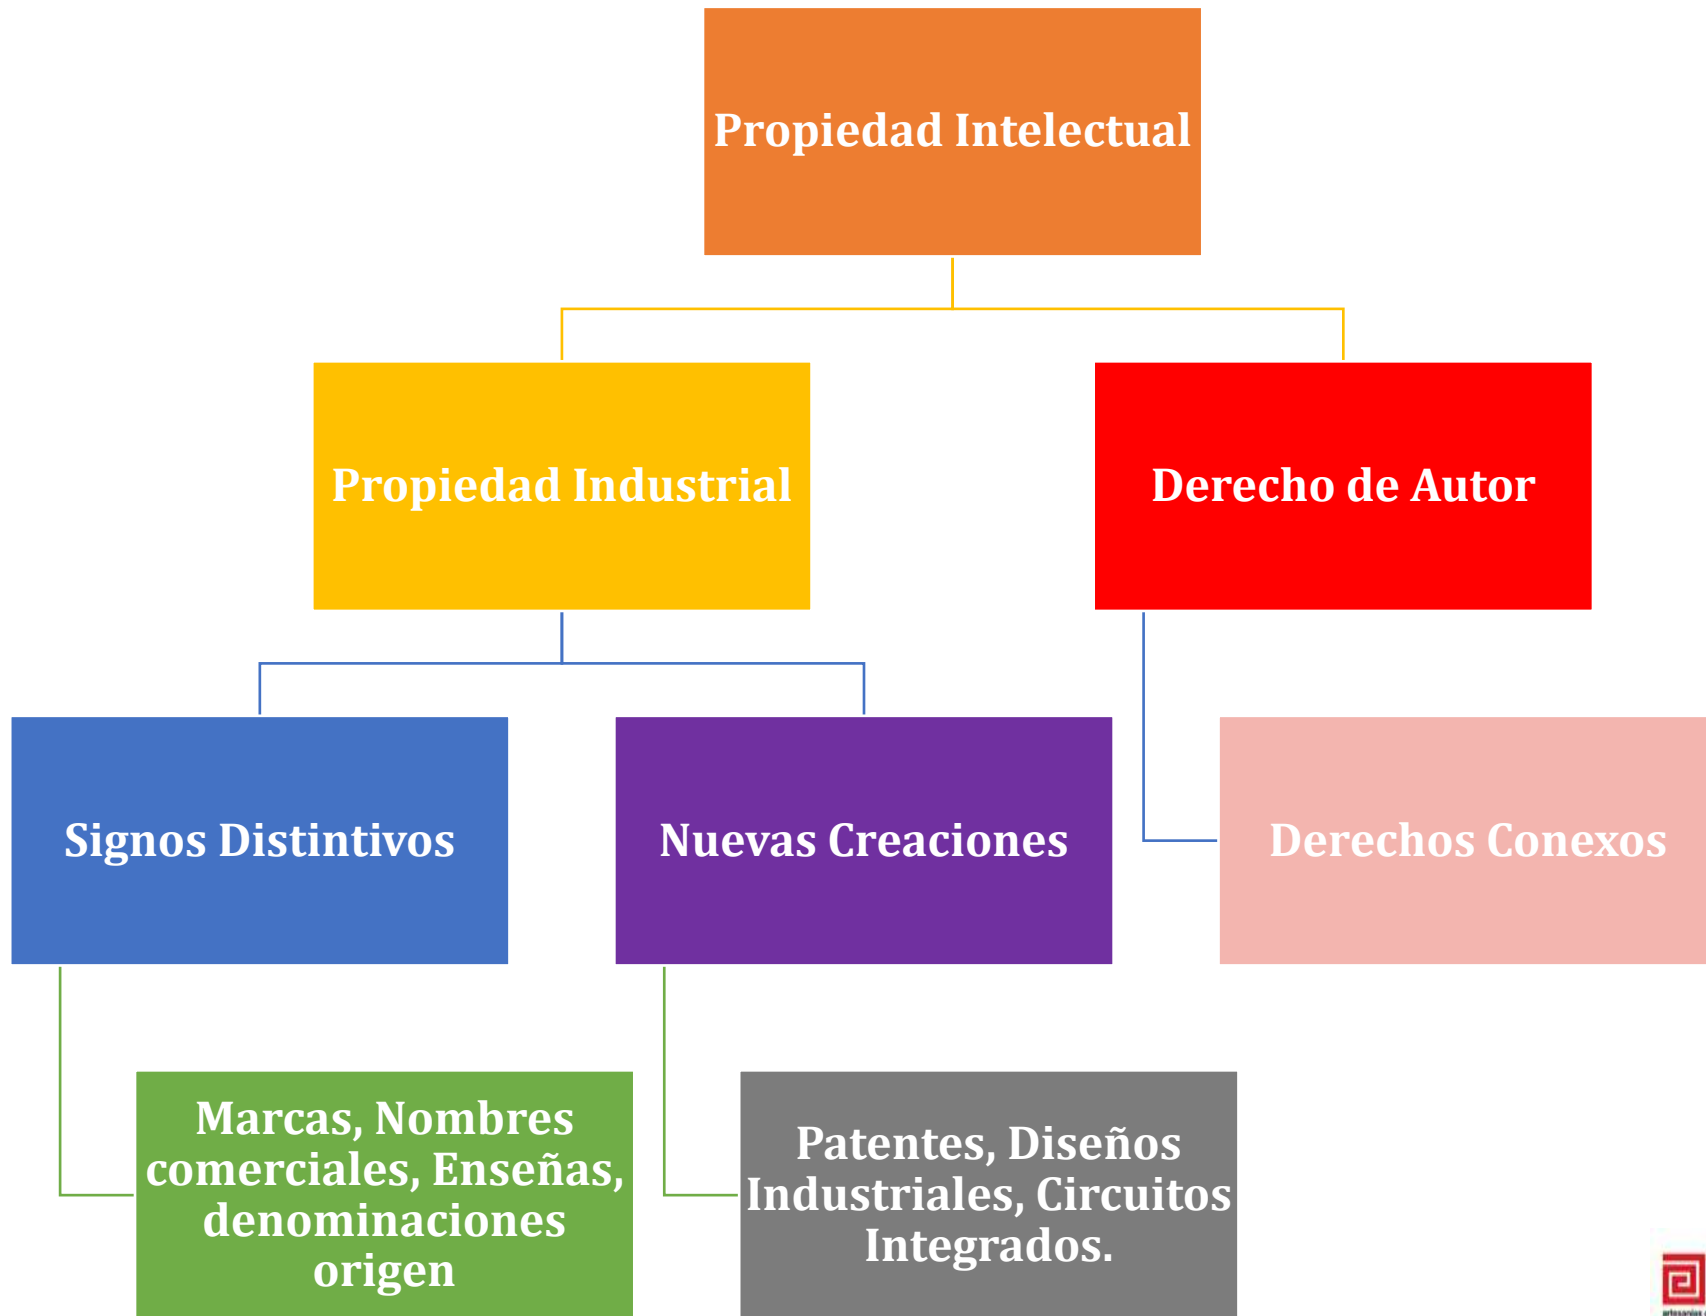 Propiedad Intelectual
Propiedad Industrial
Derecho de Autor
Signos Distintivos
Nuevas Creaciones
Derechos Conexos
Marcas, Nombres
comerciales, Enseñas,
denominaciones
origen
Patentes, Diseños
Industriales, Circuitos
Integrados.